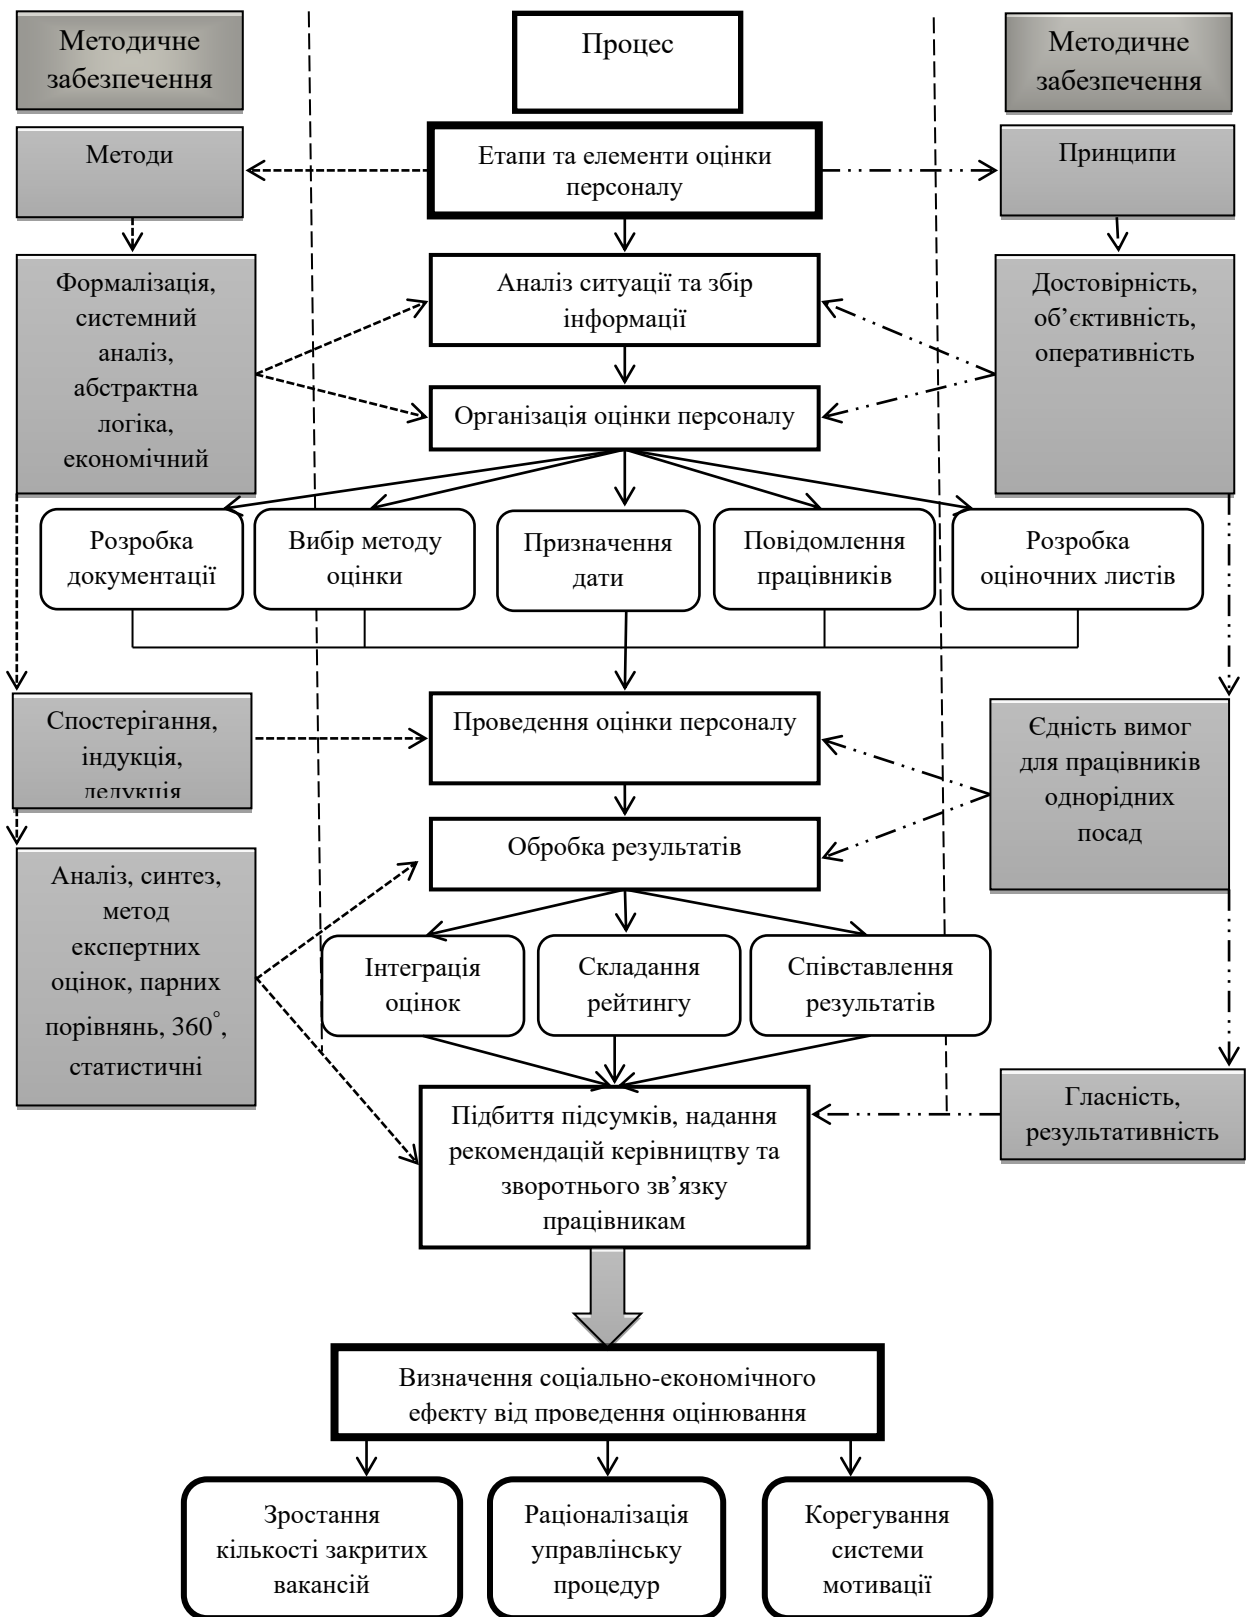 Методичне
забезпечення
Процес
Методичне
забезпечення
Методи
Етапи та елементи оцінки
персоналу
Принципи
Формалізація,
системний
аналіз,
абстрактна
логіка,
економічний
Аналіз ситуації та збір
інформації
Достовірність,
об’єктивність,
оперативність
Організація оцінки персоналу
Розробка
документації
Вибір методу
оцінки
Призначення
дати
Повідомлення
працівників
Розробка
оціночних листів
Спостерігання,
індукція,
дедукція
Проведення оцінки персоналу
Єдність вимог
для працівників
однорідних
посад
Обробка результатів
Аналіз, синтез,
метод
експертних
оцінок, парних
порівнянь, 360°,
статистичні
Інтеграція
оцінок
Складання
рейтингу
Співставлення
результатів
Підбиття підсумків, надання
рекомендацій керівництву та
зворотнього зв’язку
працівникам
Гласність,
результативність
Визначення соціально-економічного
ефекту від проведення оцінювання
Зростання
кількості закритих
вакансій
Раціоналізація
управлінську
процедур
Корегування
системи
мотивації